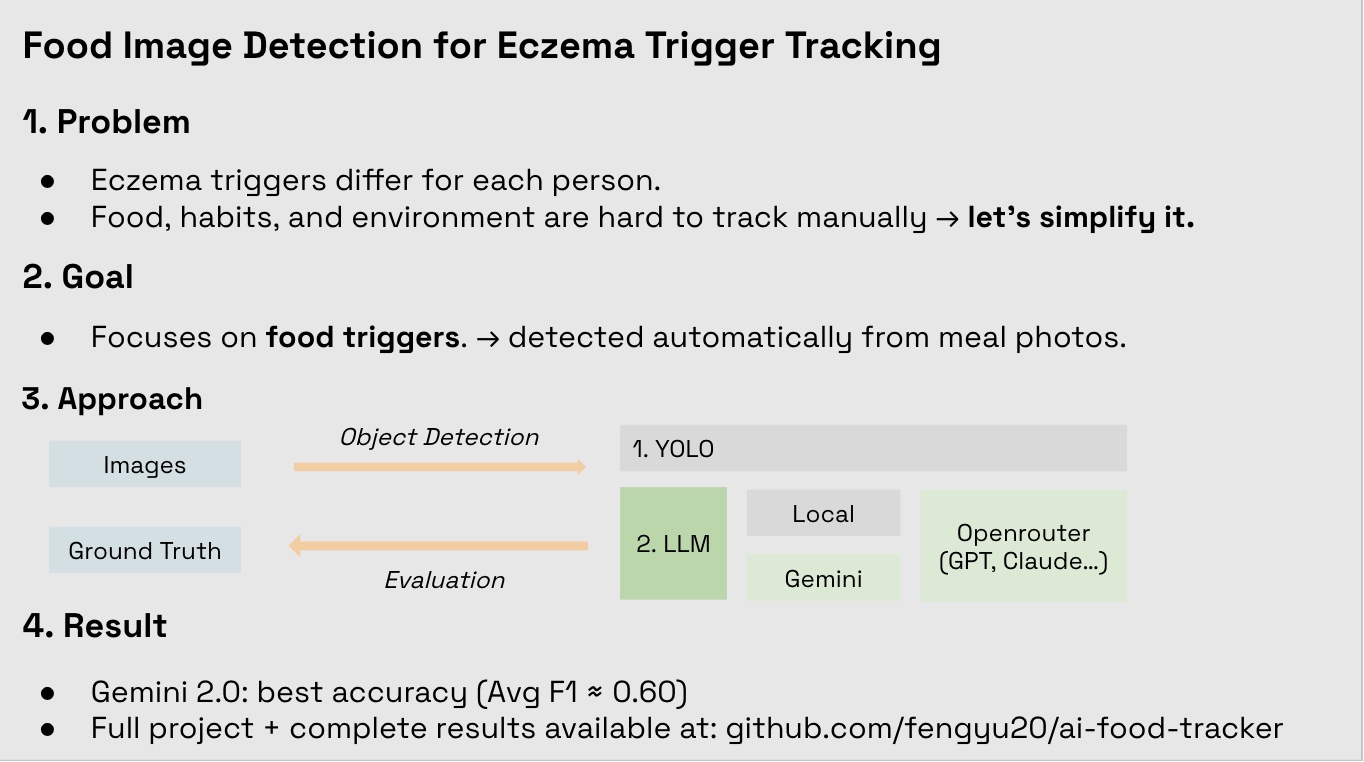 Food Image Detection for Eczema Trigger Tracking
1. Problem
● Eczema triggers differ for each person.
● Food, habits, and environment are hard to track manually → let’s simplify it.
2. Goal
● Focuses on food triggers. → detected automatically from meal photos.
3. Approach
Images
Object Detection
1. YOLO
Ground Truth
Evaluation
2. LLM
Local
Gemini
Openrouter
(GPT, Claude…)
4. Result
● Gemini 2.0: best accuracy (Avg F1 ≈ 0.60)
● Full project + complete results available at: github.com/fengyu20/ai-food-tracker